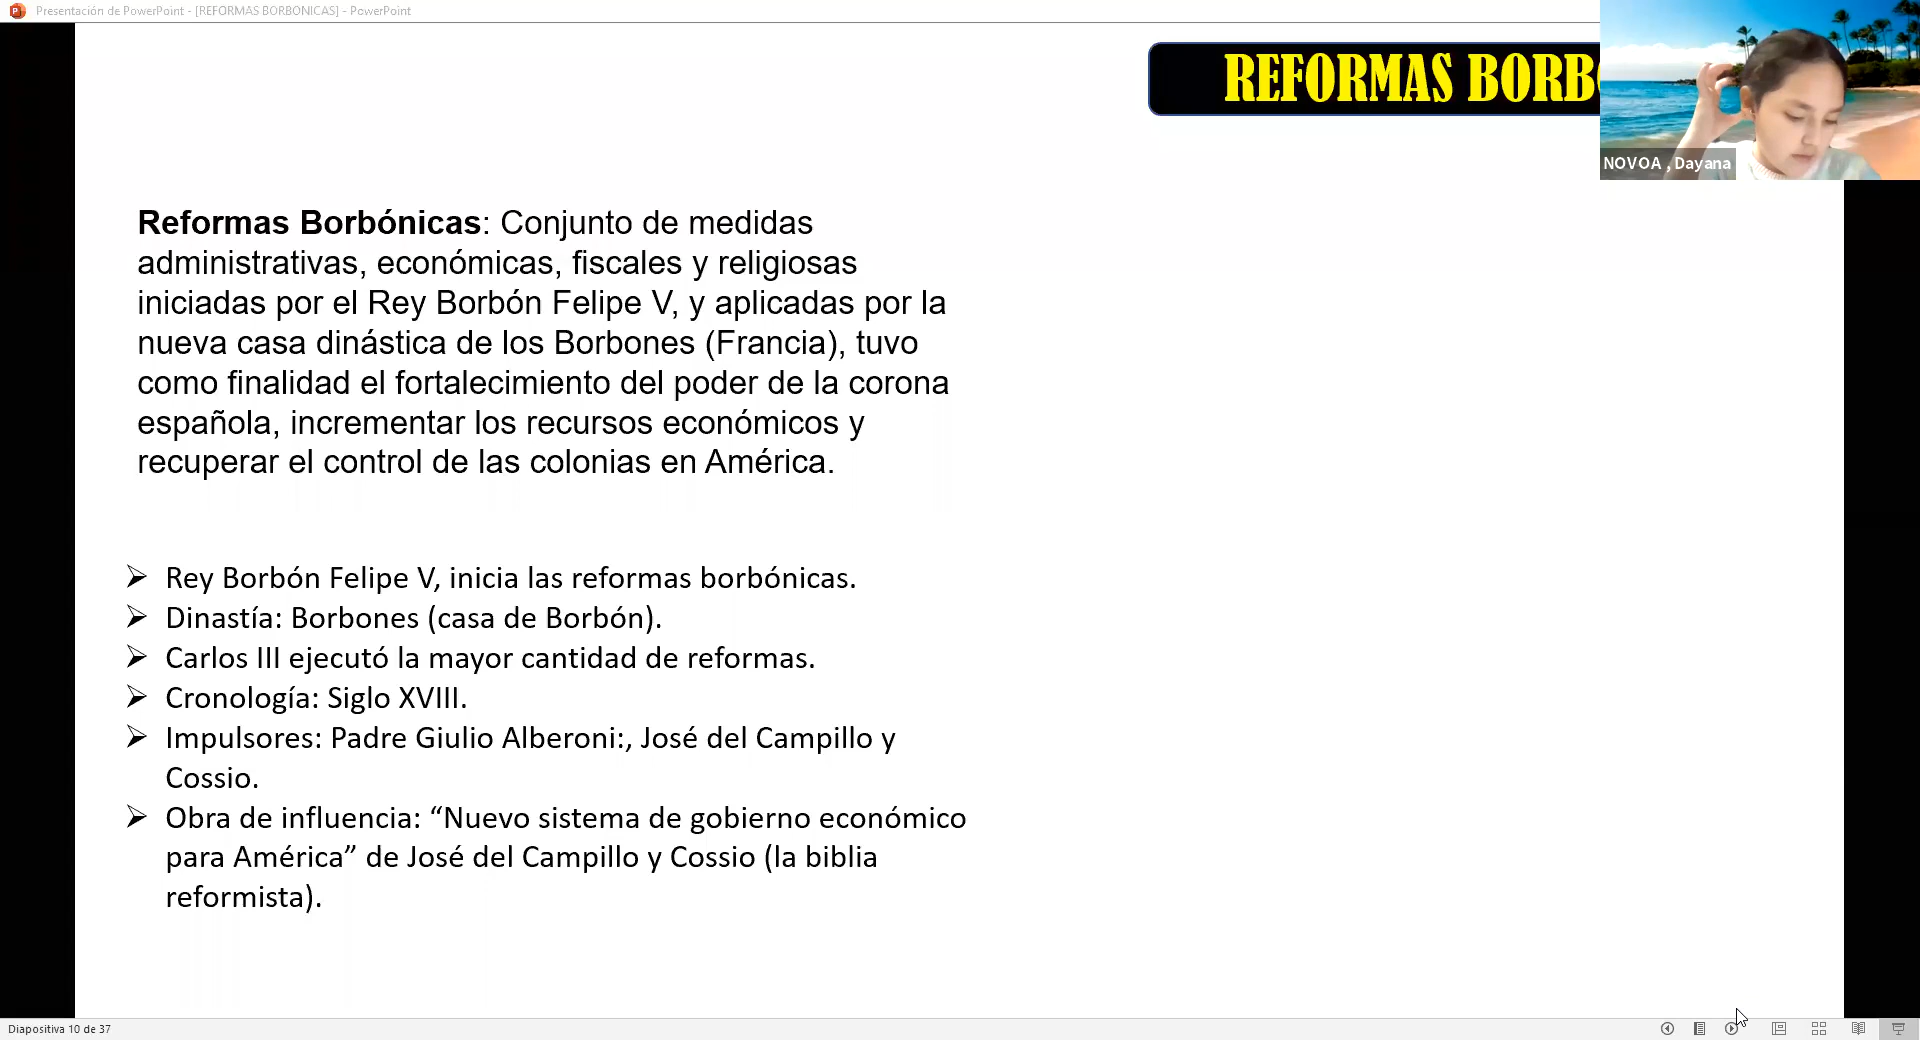 Presentación de PowerPoint - [REFORMAS BORBONICAS] - PowerPoint
REFORMAS BORB
NOVOA , Dayana
Reformas Borbónicas: Conjunto de medidas
administrativas, económicas, fiscales y religiosas
iniciadas por el Rey Borbón Felipe V, y aplicadas por la
nueva casa dinástica de los Borbones (Francia), tuvo
como finalidad el fortalecimiento del poder de la corona
española, incrementar los recursos económicos y
recuperar el control de las colonias en América.
➢ Rey Borbón Felipe V, inicia las reformas borbónicas.
➢ Dinastía: Borbones (casa de Borbón).
➢ Carlos III ejecutó la mayor cantidad de reformas.
➢ Cronología: Siglo XVIII.
➢ Impulsores: Padre Giulio Alberoni:, José del Campillo y
Cossio.
➢ Obra de influencia: “Nuevo sistema de gobierno económico
para América” de José del Campillo y Cossio (la biblia
reformista).
Diapositiva 10 de 37